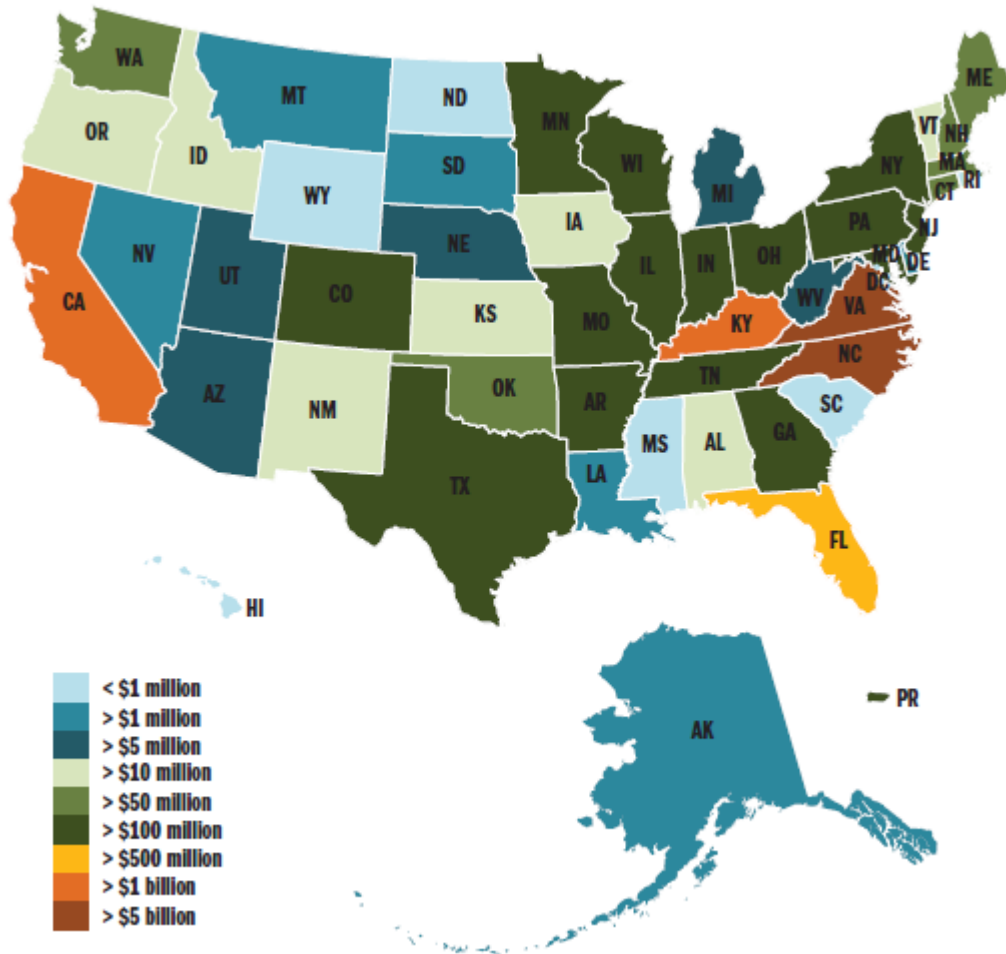 WA
MT
ND
MN
ME
OR
ID
SD
WI
VT
NH
WY
MI
NY
MA
RI
CT
NV
NE
IA
PA
NJ
UT
CO
IL
IN
OH
MD
DE
DC
CA
KS
MO
KY
WV
VA
NC
AZ
NM
OK
AR
TN
SC
TX
LA
MS
AL
GA
FL
HI
AK
PR
< $1 million
> $1 million
> $5 million
> $10 million
> $50 million
> $100 million
> $500 million
> $1 billion
> $5 billion